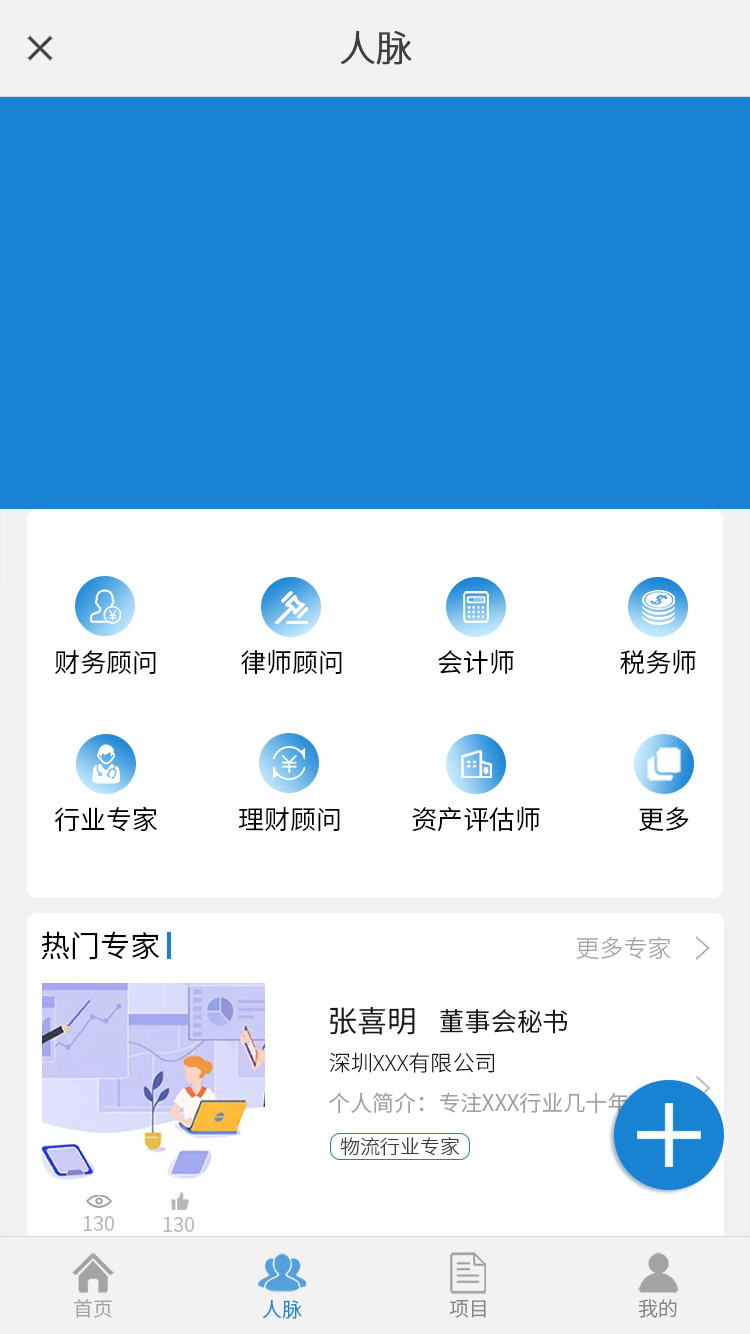 人脉
财务顾问 律师顾问 会计师 税务师
行业专家 理财顾问 资产评估师 更多
热门专家 更多专家
张喜明 董事会秘书
深圳XXX有限公司
个人简介：专注XXX行业几十年
物流行业专家
130 130
首页 人脉 项目 我的